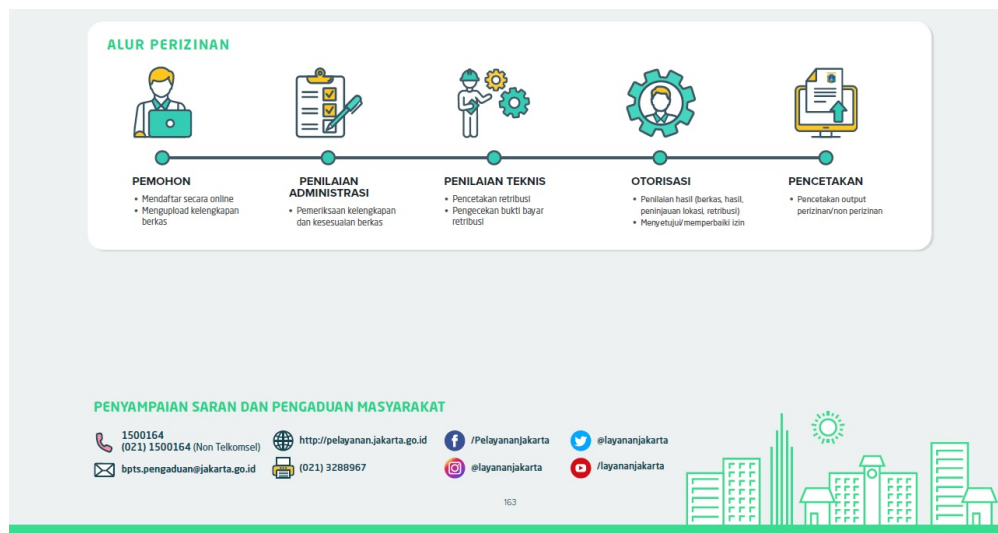 ALUR PERIZINAN
PEMOHON
• Mendaftar secara online
• Mengupload kelengkapan
berkas
PENILAIAN
ADMINISTRASI
• Pemeriksaan kelengkapan
dan kesesuaian berkas
PENILAIAN TEKNIS
• Pencetakan retribusi
• Pengecekan bukti bayar
retribusi
OTORISASI
• Penilaian hasil (berkas, hasil,
peninjauan lokasi, retribusi)
• Menyetujui/memperbaiki izin
PENCETAKAN
• Pencetakan output
perizinan/non perizinan
PENYAMPAIAN SARAN DAN PENGADUAN MASYARAKAT
1500164
(021) 1500164 (Non Telkomsel)
bpts.pengaduan@jakarta.go.id
http://pelayanan.jakarta.go.id
(021) 3288967
/PelayananJakarta
@layananjakarta
@layananjakarta
/layananjakarta
163